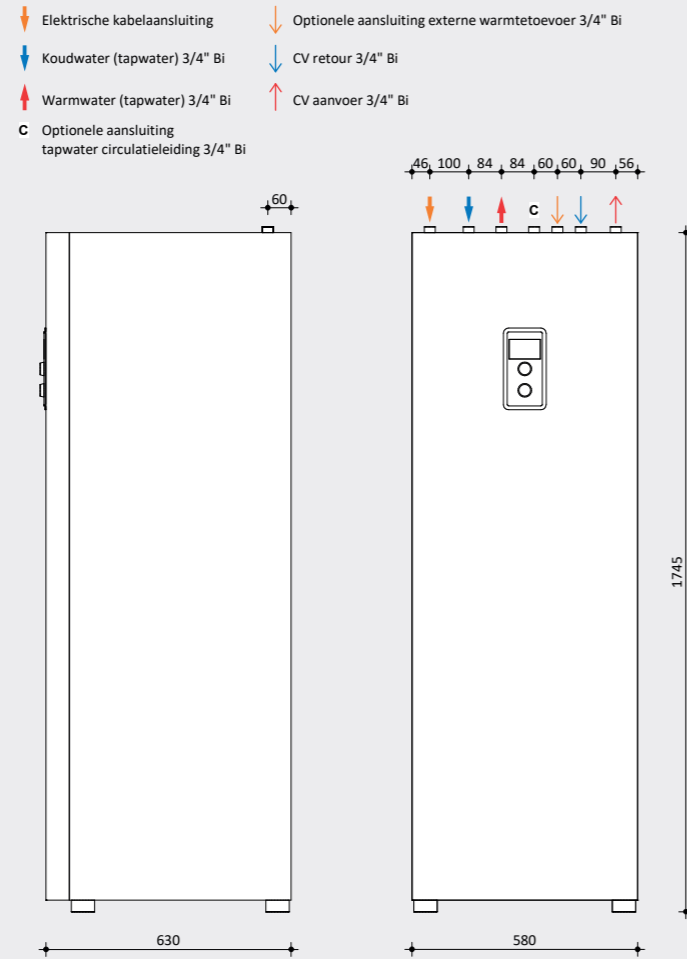 Elektrische kabelaansluiting
Koudwater (tapwater) 3/4" Bi
Warmwater (tapwater) 3/4" Bi
C Optionele aansluiting
tapwater circulatieleiding 3/4" Bi
Optionele aansluiting externe warmtetoevoer 3/4" Bi
CV retour 3/4" Bi
CV aanvoer 3/4" Bi
60
46 100 84 84 60 60 90 56
C
1745
630
580